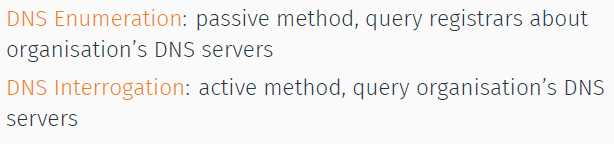 DNS Enumeration: passive method, query registrars about
organisation’s DNS servers
DNS Interrogation: active method, query organisation’s DNS
servers